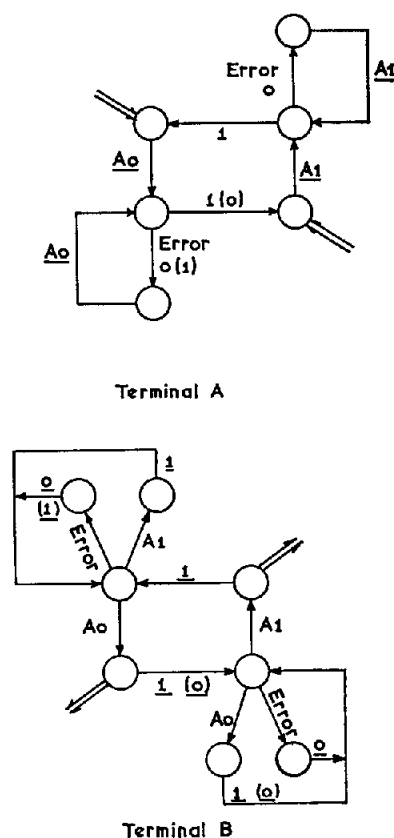 Error
o
A1
1
Ao
A1
1(o)
Ao
Error
o(1)
Terminal A
1
o
(1)
Error
A1
1
Ao
A1
1 (o)
Ao
Error
o
1 (o)
Terminal B